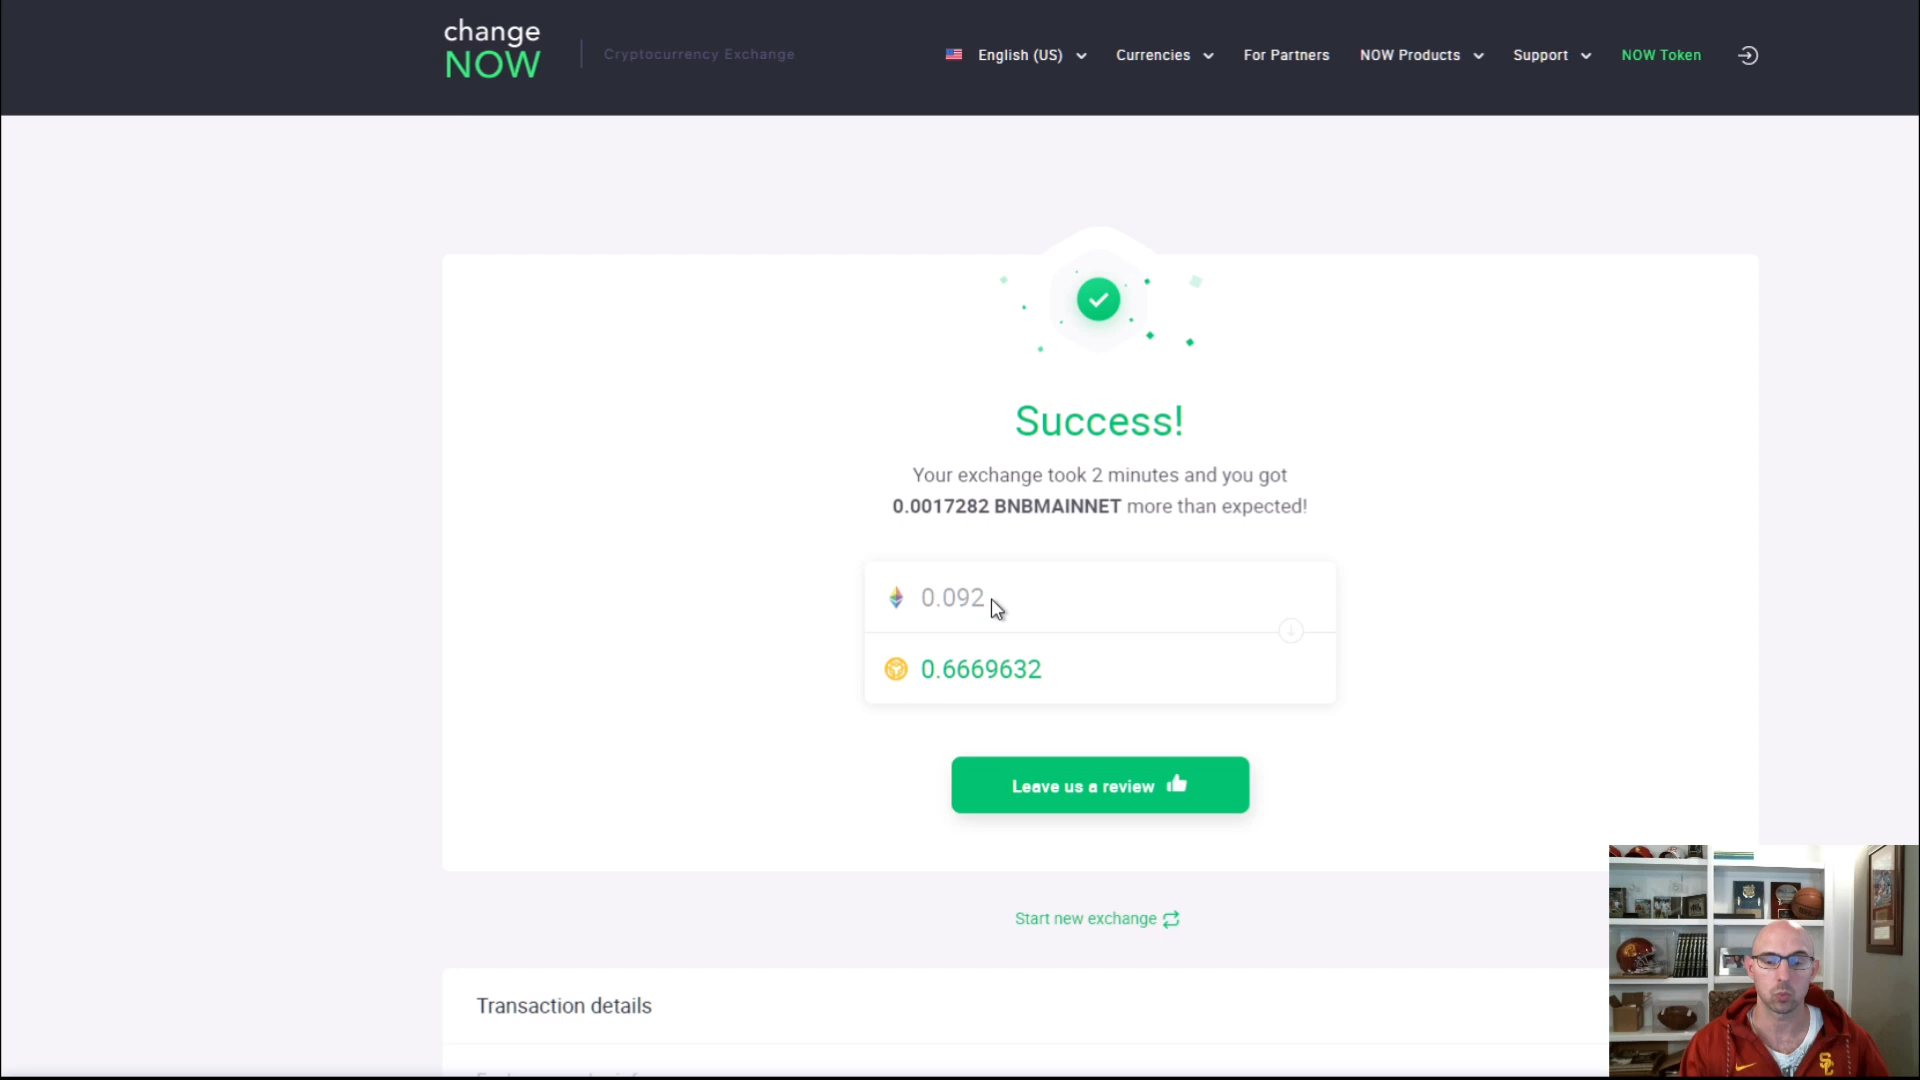 change
NOW
Cryptocurrency Exchange
English (US)
Currencies
For Partners
NOW Products
Support
NOW Token
Success!
Your exchange took 2 minutes and you got
0.0017282 BNBMAINNET more than expected!
0.092
0.6669632
Leave us a review
Start new exchange
Transaction details
SC